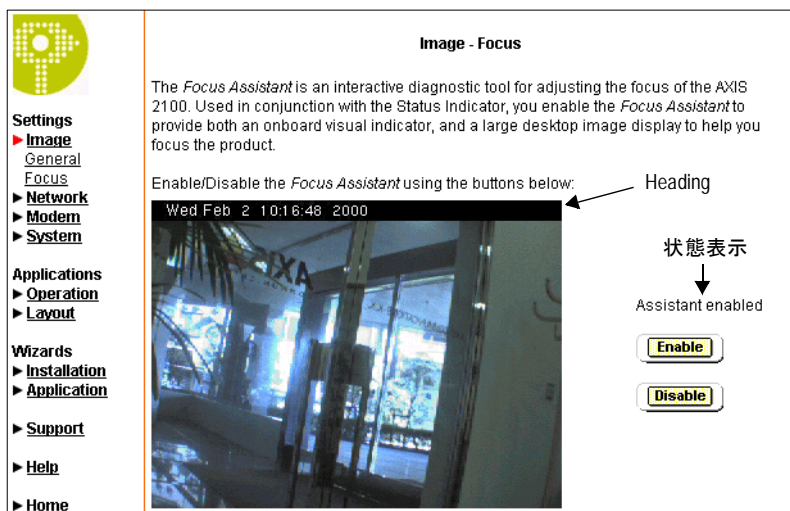 Image - Focus
The Focus Assistant is an interactive diagnostic tool for adjusting the focus of the AXIS
2100. Used in conjunction with the Status Indicator, you enable the Focus Assistant to
provide both an onboard visual indicator, and a large desktop image display to help you
focus the product.
Enable/Disable the Focus Assistant using the buttons below:
Settings
Image
General
Focus
Network
Modem
System
Applications
Operation
Layout
Wizards
Installation
Application
Support
Help
Home
Heading
Wed Feb 2 10:16:48 2000
AXIS
状態表示
Assistant enabled
Enable
Disable